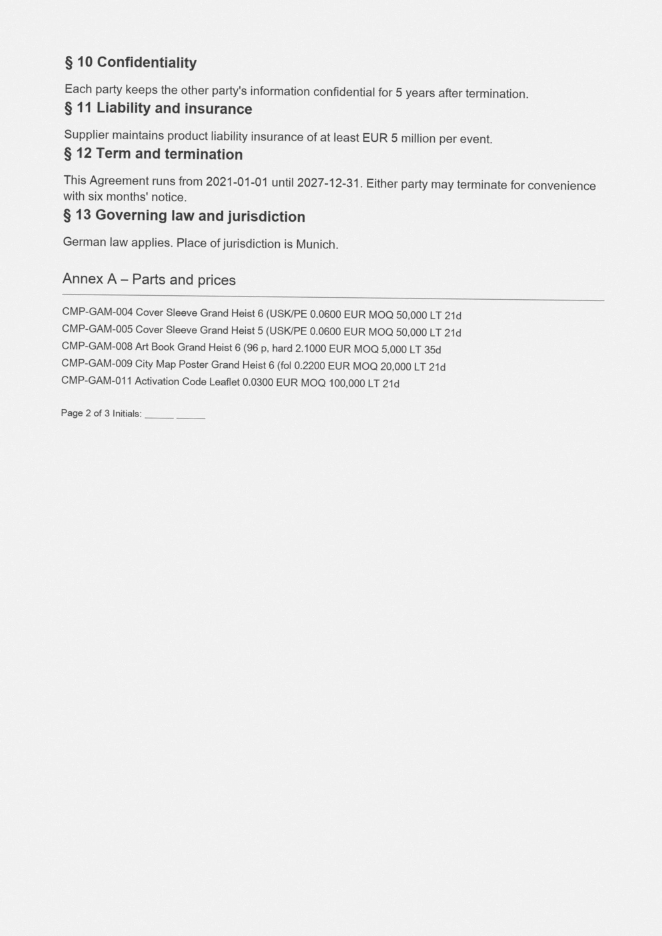 § 10 Confidentiality
Each party keeps the other party's information confidential for 5 years after termination.
§ 11 Liability and insurance
Supplier maintains product liability insurance of at least EUR 5 million per event.
§ 12 Term and termination
This Agreement runs from 2021-01-01 until 2027-12-31. Either party may terminate for convenience
with six months' notice.
§ 13 Governing law and jurisdiction
German law applies. Place of jurisdiction is Munich.
Annex A – Parts and prices
CMP-GAM-004 Cover Sleeve Grand Heist 6 (USK/PE 0.0600 EUR MOQ 50,000 LT 21d
CMP-GAM-005 Cover Sleeve Grand Heist 5 (USK/PE 0.0600 EUR MOQ 50,000 LT 21d
CMP-GAM-008 Art Book Grand Heist 6 (96 p, hard 2.1000 EUR MOQ 5,000 LT 35d
CMP-GAM-009 City Map Poster Grand Heist 6 (fol 0.2200 EUR MOQ 20,000 LT 21d
CMP-GAM-011 Activation Code Leaflet 0.0300 EUR MOQ 100,000 LT 21d
Page 2 of 3 Initials: ______ ______